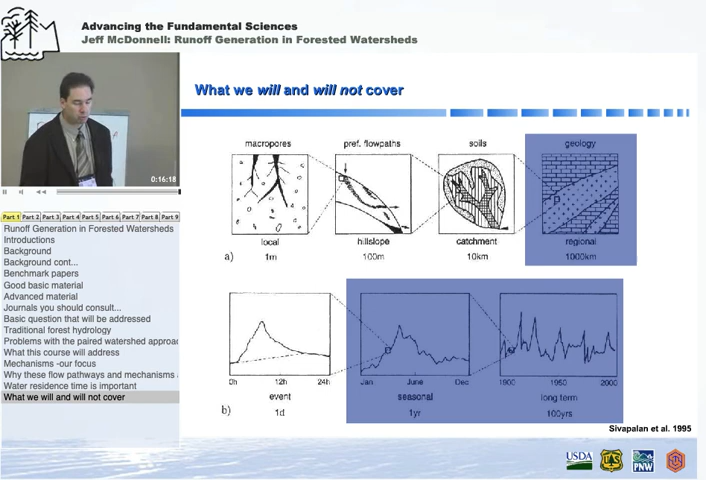 Advancing the Fundamental Sciences
Jeff McDonnell: Runoff Generation in Forested Watersheds
What we will and will not cover
0:16:18
Part 1 Part 2 Part 3 Part 4 Part 5 Part 6 Part 7 Part 8 Part 9
Runoff Generation in Forested Watersheds
Introductions
Background
Background cont...
Benchmark papers
Good basic material
Advanced material
Journals you should consult...
Basic question that will be addressed
Traditional forest hydrology
Problems with the paired watershed approac
What this course will address
Mechanisms -our focus
Why these flow pathways and mechanisms
Water residence time is important
What we will and will not cover
macropores pref. flowpaths soils geology
local hillslope catchment regional
a) 1m 100m 10km 1000km
0h 12h 24h Jan June Dec 1900 1950 2000
event seasonal long term
b) 1d 1yr 100yrs
Sivapalan et al. 1995
USDA
UAS
PNW